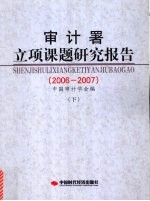 审计署
立项课题研究报告
SHENJISHULIXIANGKETIYANJIUBAOGAO
(2006-2007)
中国审计学会编
(下)
中国时代经济出版社